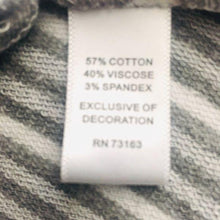 57% COTTON
40% VISCOSE
3% SPANDEX
EXCLUSIVE OF
DECORATION
RN 73163